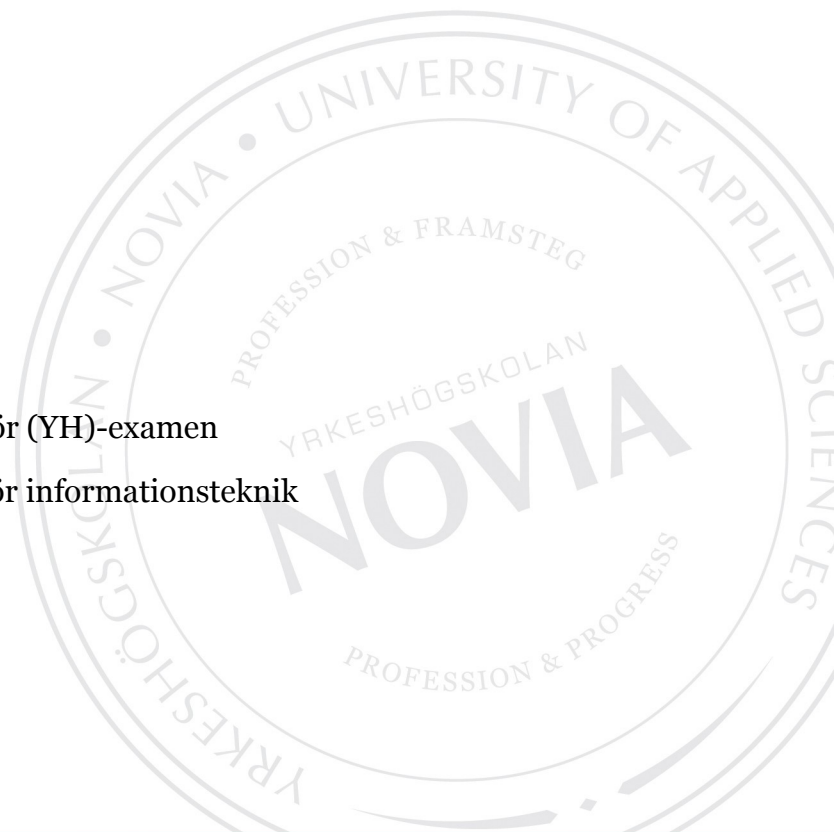 UNIVERSITY OF APPLIED SCIENCES
YRKESHÖGSKOLAN • NOVIA •
PROFESSION & FRAMSTEG
YRKESHÖGSKOLAN
NOVIA
PROFESSION & PROGRESS
ör (YH)-examen
ör informationsteknik